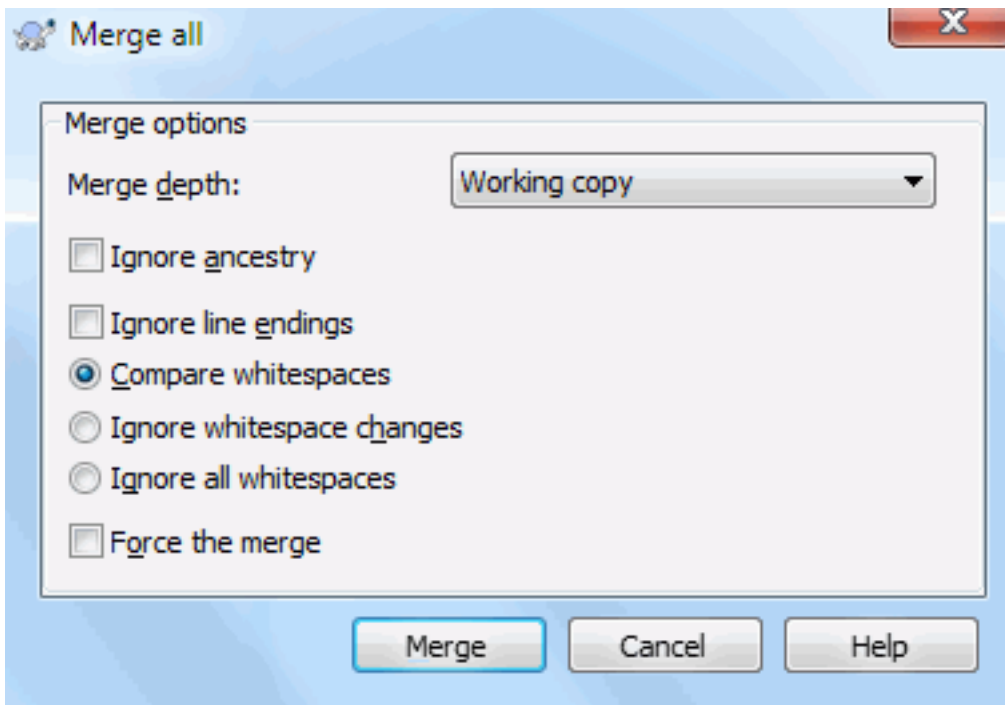 Merge all
Merge options
Merge depth: Working copy
Ignore ancestry
Ignore line endings
Compare whitespaces
Ignore whitespace changes
Ignore all whitespaces
Force the merge
Merge Cancel Help